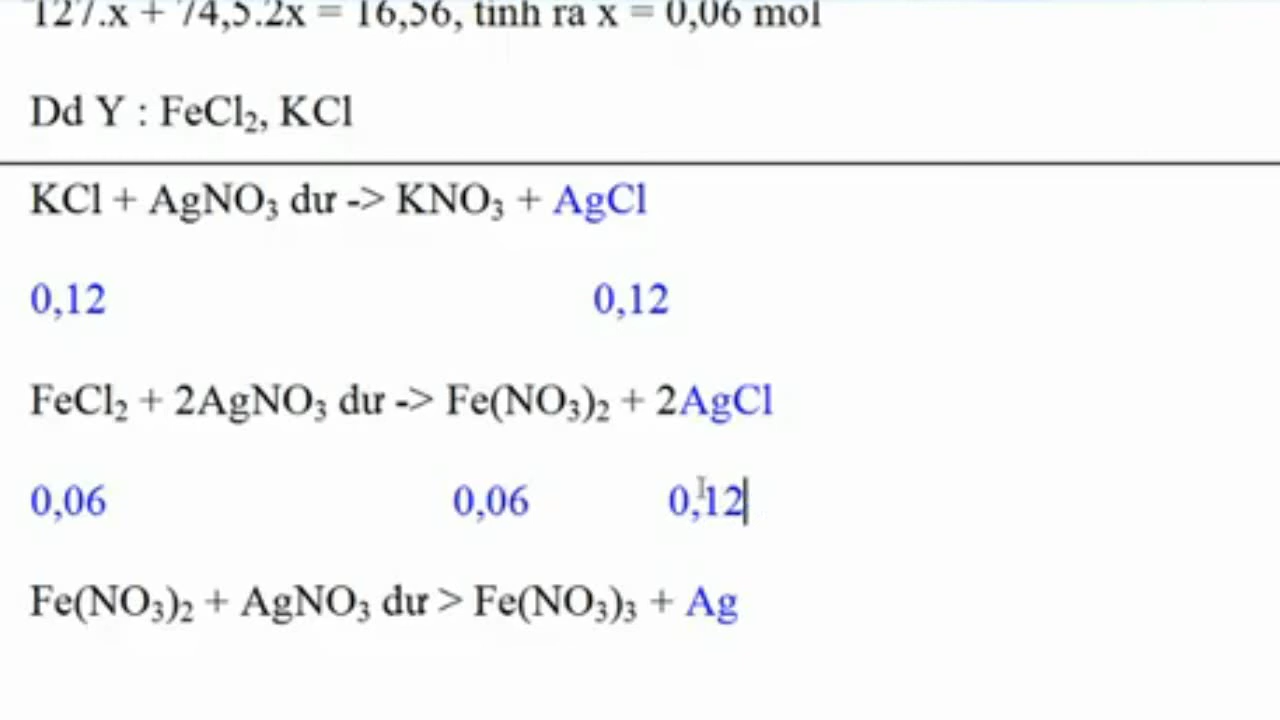 127.x + 74,5.2x = 16,56, tính ra x = 0,06 mol
Dd Y : FeCl₂, KCl
KCl + AgNO₃ dư -> KNO₃ + AgCl
0,12 0,12
FeCl₂ + 2AgNO₃ dư -> Fe(NO₃)₂ + 2AgCl
0,06 0,06 0,12
Fe(NO₃)₂ + AgNO₃ dư > Fe(NO₃)₃ + Ag